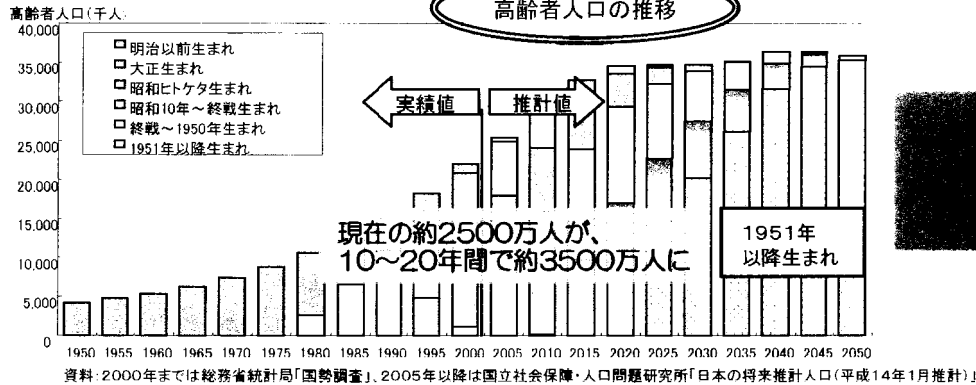 高齢者人口の推移
高齢者人口(千人)
40,000
35,000
30,000
25,000
20,000
15,000
10,000
5,000
0
明治以前生まれ
大正生まれ
昭和ヒトケタ生まれ
昭和10年～終戦生まれ
終戦～1950年生まれ
1951年以降生まれ
実績値
推計値
現在の約2500万人が、
10～20年間で約3500万人に
1951年
以降生まれ
1950 1955 1960 1965 1970 1975 1980 1985 1990 1995 2000 2005 2010 2015 2020 2025 2030 2035 2040 2045 2050
資料:2000年までは総務省統計局「国勢調査」、2005年以降は国立社会保障・人口問題研究所「日本の将来推計人口(平成14年1月推計)」